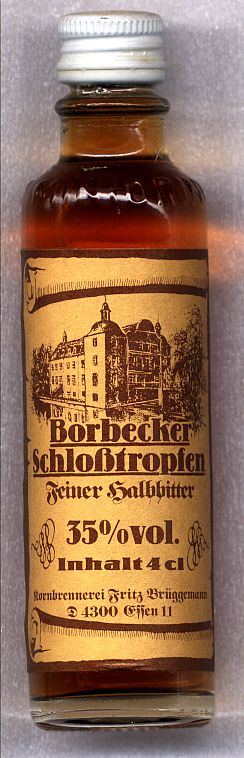 Borbecker
Schloßtropfen
Feiner Halbbitter
35% vol.
Inhalt 4 cl
Kornbrennerei Fritz Brüggemann
D 4300 Essen 11